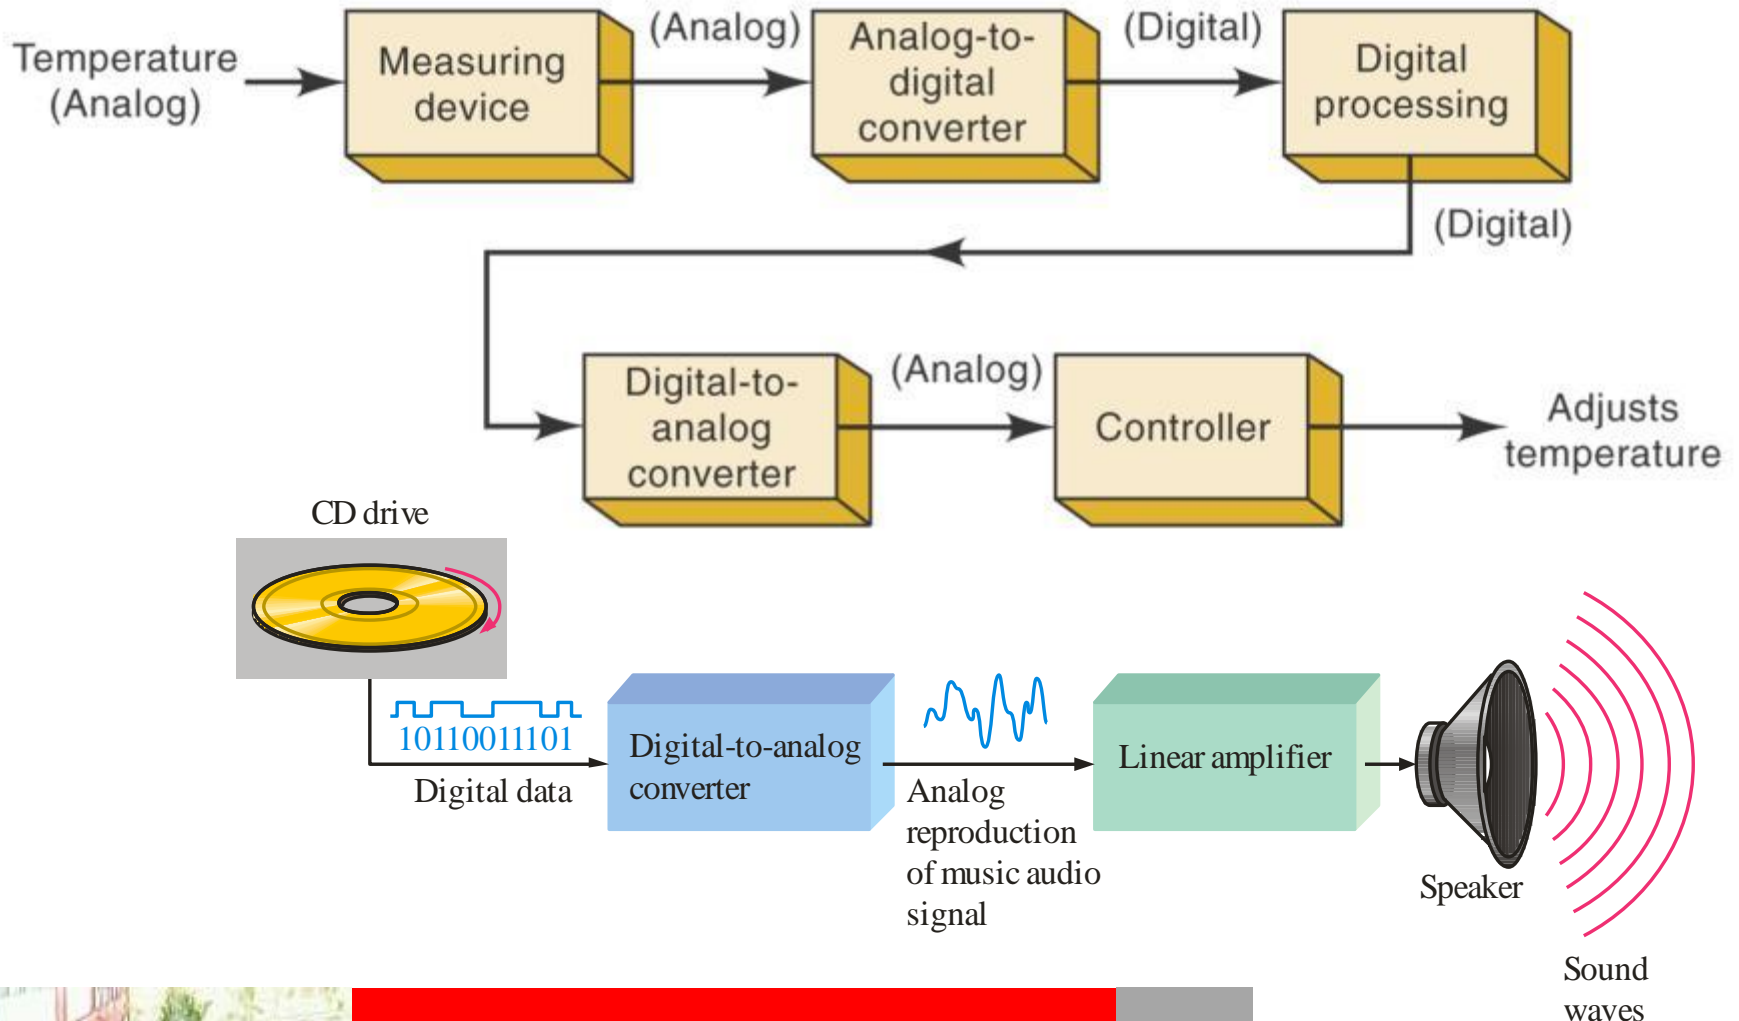 Temperature
(Analog)
Measuring
device
(Analog)
Analog-to-
digital
converter
(Digital)
Digital
processing
(Digital)
Digital-to-
analog
converter
(Analog)
Controller
Adjusts
temperature
CD drive
10110011101
Digital data
Digital-to-analog
converter
Analog
reproduction
of music audio
signal
Linear amplifier
Speaker
Sound
waves